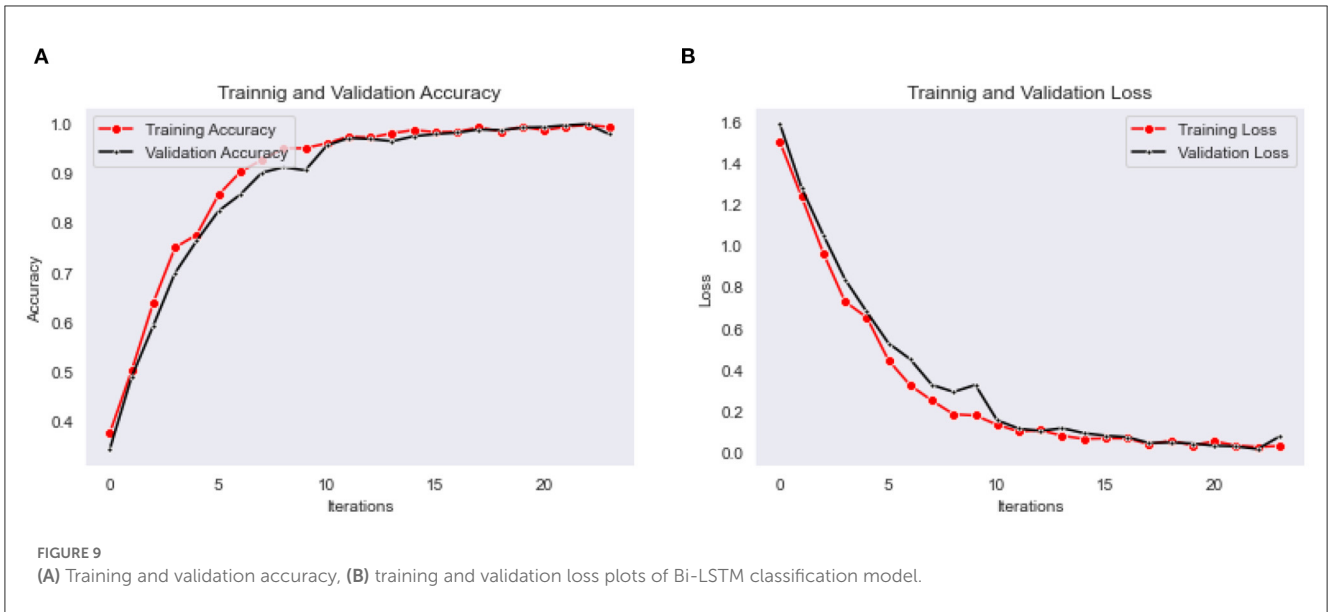 A
Trainnig and Validation Accuracy
Training Accuracy
Validation Accuracy
1.0
0.9
0.8
0.7
0.6
0.5
0.4
Accuracy
0 5 10 15 20
Iterations
B
Trainnig and Validation Loss
Training Loss
Validation Loss
1.6
1.4
1.2
1.0
0.8
0.6
0.4
0.2
0.0
Loss
0 5 10 15 20
Iterations
FIGURE 9
(A) Training and validation accuracy, (B) training and validation loss plots of Bi-LSTM classification model.